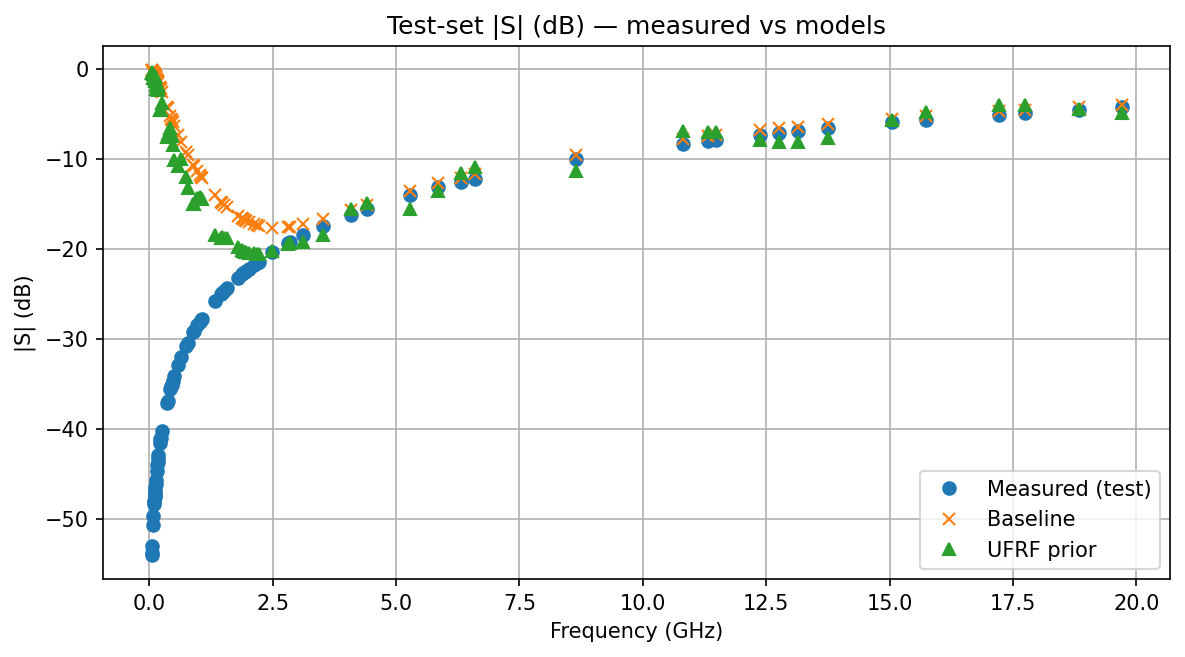 Test-set |S| (dB) — measured vs models
|S| (dB)
0
−10
−20
−30
−40
−50
Measured (test)
Baseline
UFRF prior
0.0 2.5 5.0 7.5 10.0 12.5 15.0 17.5 20.0
Frequency (GHz)